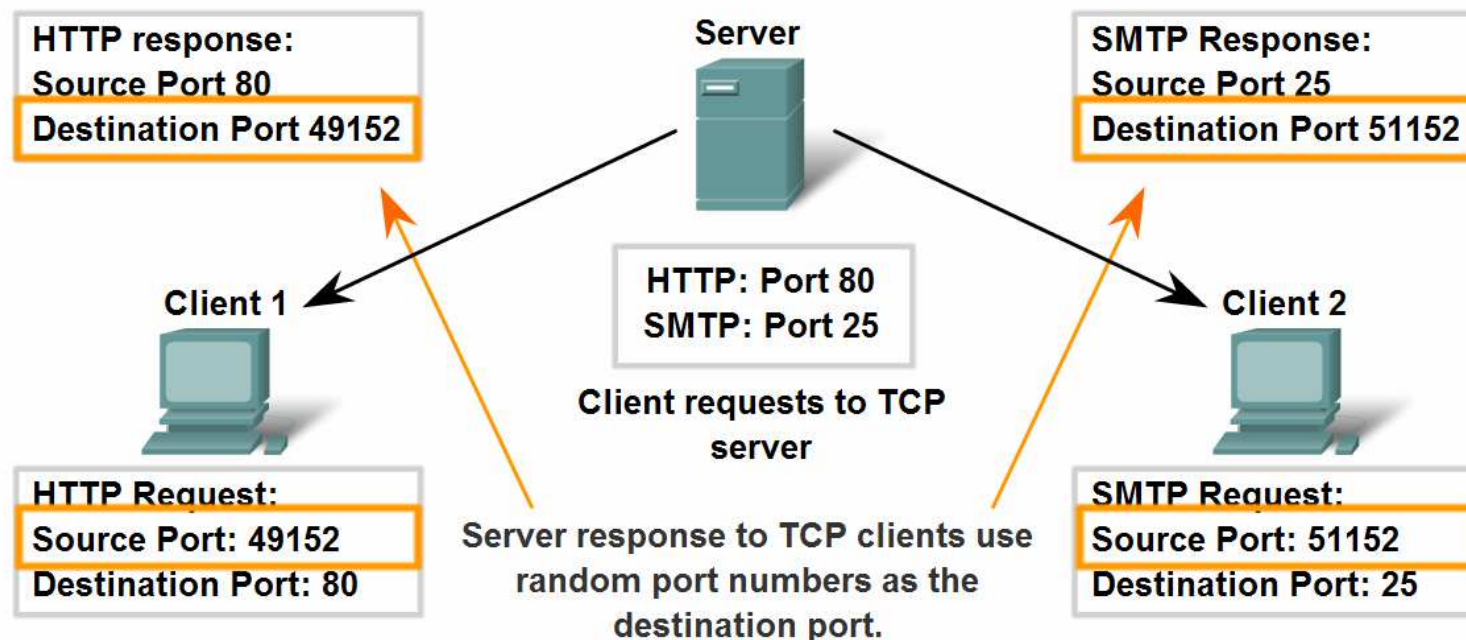 HTTP response:
Source Port 80
Destination Port 49152
Server
SMTP Response:
Source Port 25
Destination Port 51152
HTTP: Port 80
SMTP: Port 25
Client 1
Client 2
Client requests to TCP
server
HTTP Request:
Source Port: 49152
Destination Port: 80
Server response to TCP clients use
random port numbers as the
destination port.
SMTP Request:
Source Port: 51152
Destination Port: 25